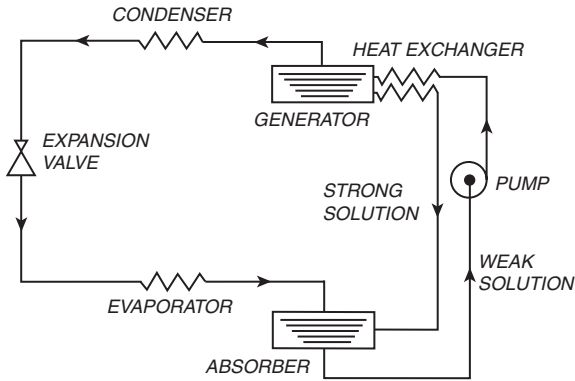 CONDENSER
HEAT EXCHANGER
GENERATOR
EXPANSION
VALVE
STRONG
SOLUTION
PUMP
WEAK
SOLUTION
EVAPORATOR
ABSORBER